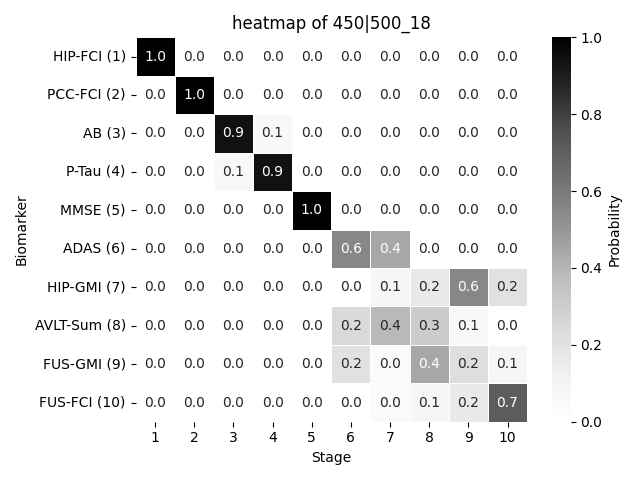 heatmap of 450|500_18
HIP-FCI (1) 1.0 0.0 0.0 0.0 0.0 0.0 0.0 0.0 0.0 0.0
PCC-FCI (2) 0.0 1.0 0.0 0.0 0.0 0.0 0.0 0.0 0.0 0.0
AB (3) 0.0 0.0 0.9 0.1 0.0 0.0 0.0 0.0 0.0 0.0
P-Tau (4) 0.0 0.0 0.1 0.9 0.0 0.0 0.0 0.0 0.0 0.0
MMSE (5) 0.0 0.0 0.0 0.0 1.0 0.0 0.0 0.0 0.0 0.0
ADAS (6) 0.0 0.0 0.0 0.0 0.0 0.6 0.4 0.0 0.0 0.0
HIP-GMI (7) 0.0 0.0 0.0 0.0 0.0 0.0 0.1 0.2 0.6 0.2
AVLT-Sum (8) 0.0 0.0 0.0 0.0 0.0 0.2 0.4 0.3 0.1 0.0
FUS-GMI (9) 0.0 0.0 0.0 0.0 0.0 0.2 0.0 0.4 0.2 0.1
FUS-FCI (10) 0.0 0.0 0.0 0.0 0.0 0.0 0.0 0.1 0.2 0.7
1 2 3 4 5 6 7 8 9 10
Stage
Biomarker
1.0
0.8
0.6
0.4
0.2
0.0
Probability